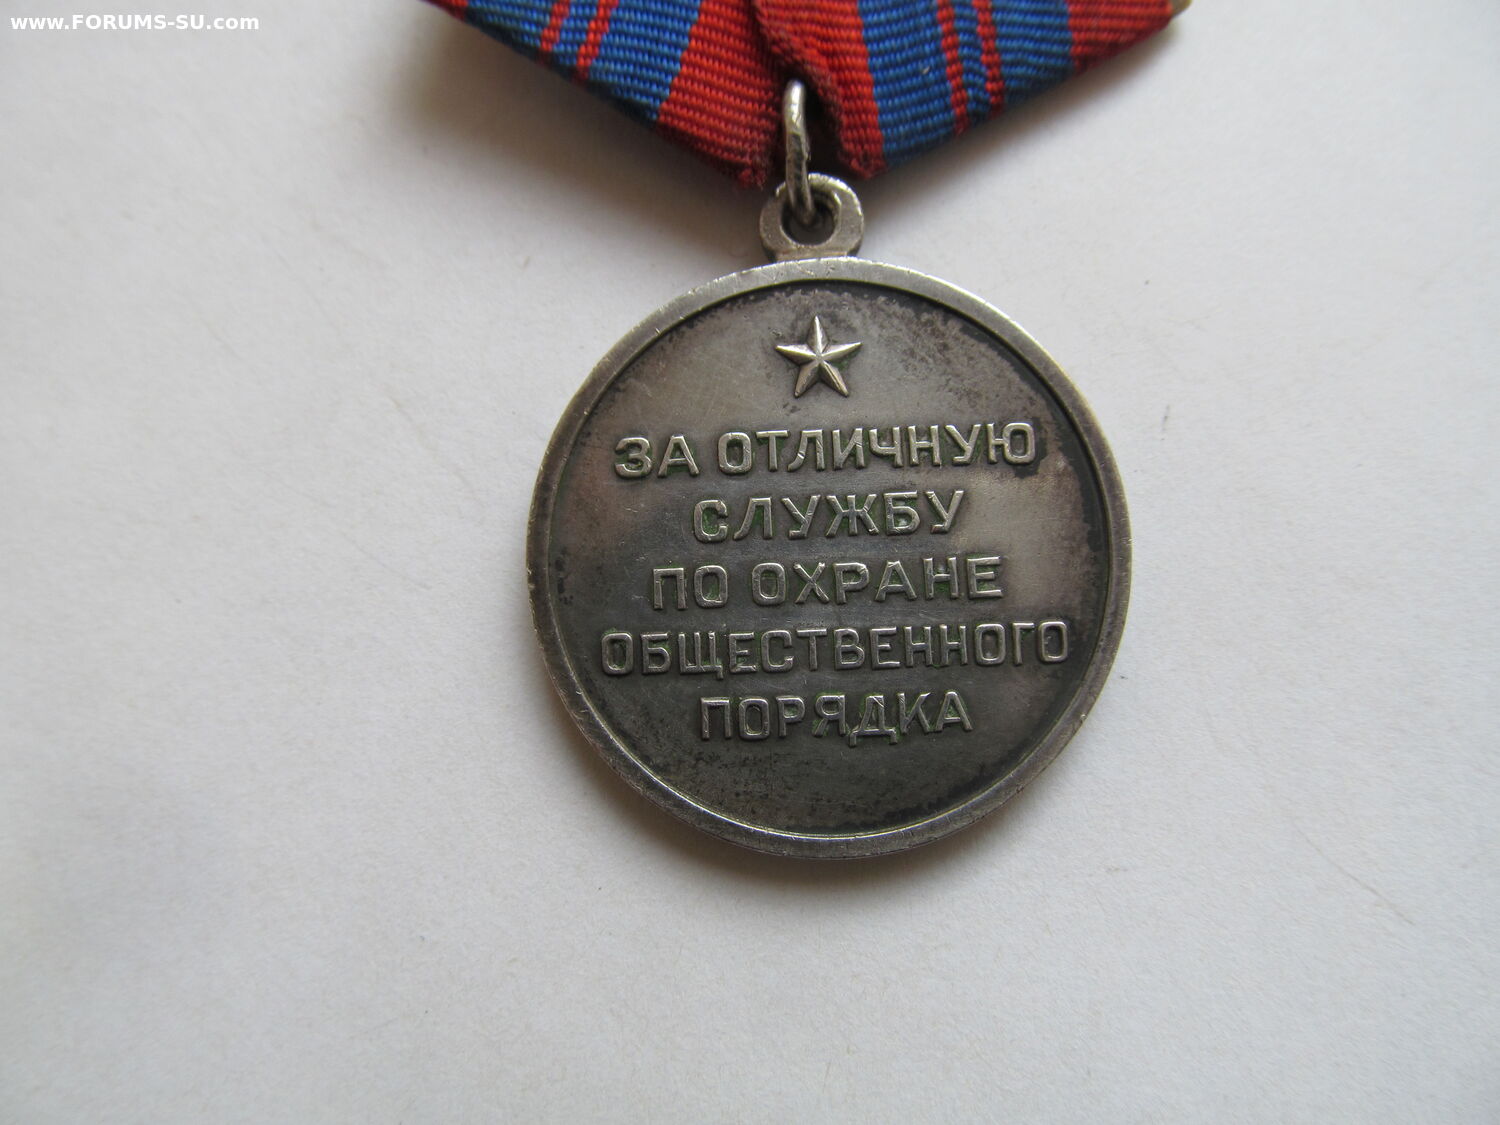 www.FORUMS-SU.com
ЗА ОТЛИЧНУЮ
СЛУЖБУ
ПО ОХРАНЕ
ОБЩЕСТВЕННОГО
ПОРЯДКА